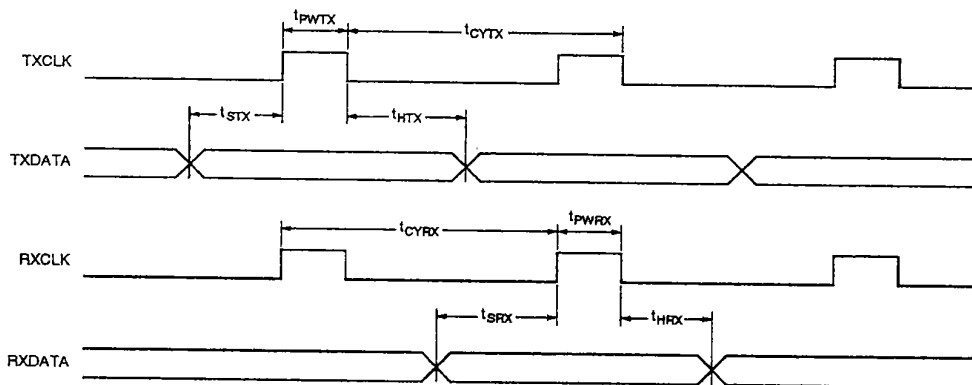 tPWTX
tCYTX
TXCLK
tSTX
tHTX
TXDATA
tCYRX
tPWRX
RXCLK
tSRX
tHRX
RXDATA